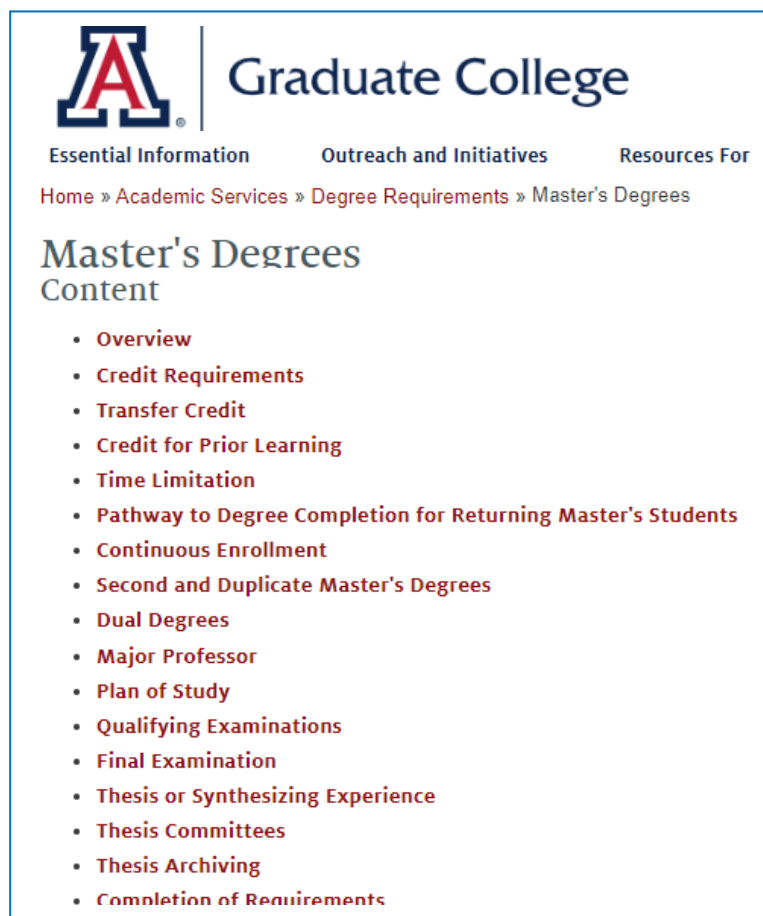 A®
Graduate College
Essential Information Outreach and Initiatives Resources For
Home » Academic Services » Degree Requirements » Master's Degrees
Master's Degrees
Content
• Overview
• Credit Requirements
• Transfer Credit
• Credit for Prior Learning
• Time Limitation
• Pathway to Degree Completion for Returning Master's Students
• Continuous Enrollment
• Second and Duplicate Master's Degrees
• Dual Degrees
• Major Professor
• Plan of Study
• Qualifying Examinations
• Final Examination
• Thesis or Synthesizing Experience
• Thesis Committees
• Thesis Archiving
• Completion of Requirements